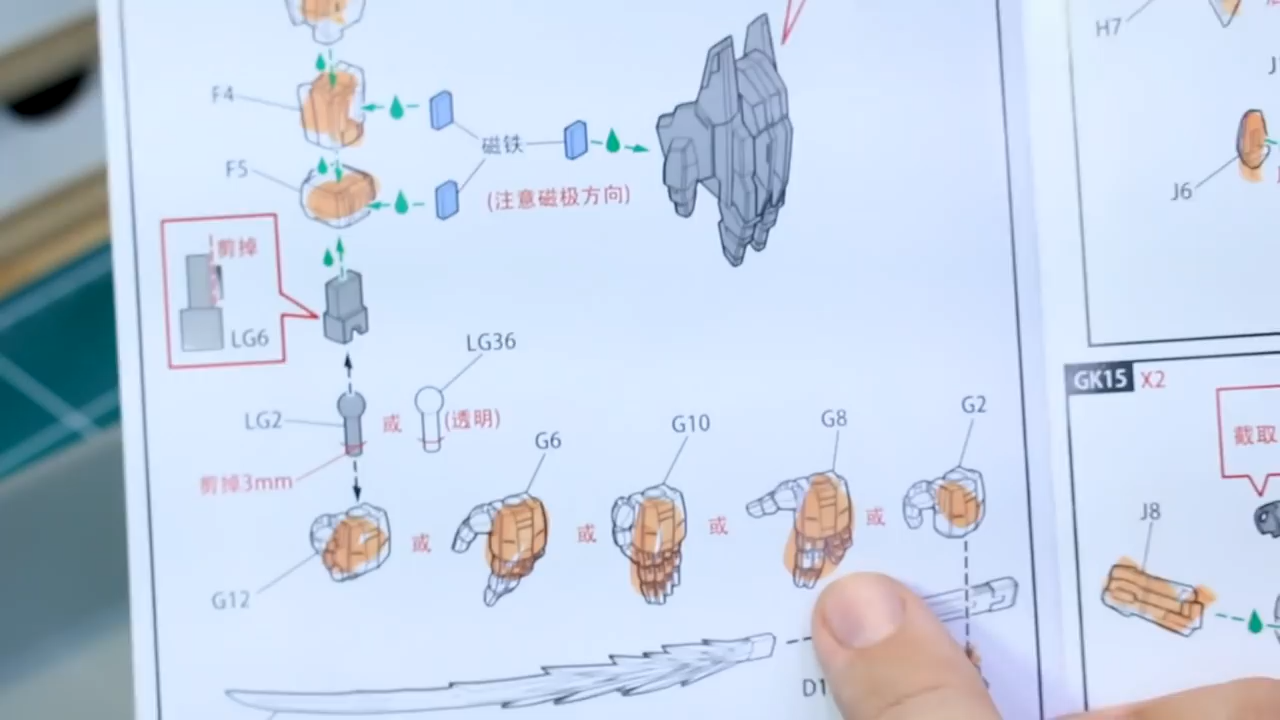 F4
磁铁
F5
(注意磁极方向)
剪掉
LG6
LG36
LG2
或
(透明)
剪掉3mm
G6
G10
G8
G2
或
或
或
或
G12
D1
H7
J6
GK15 X2
截取
J8